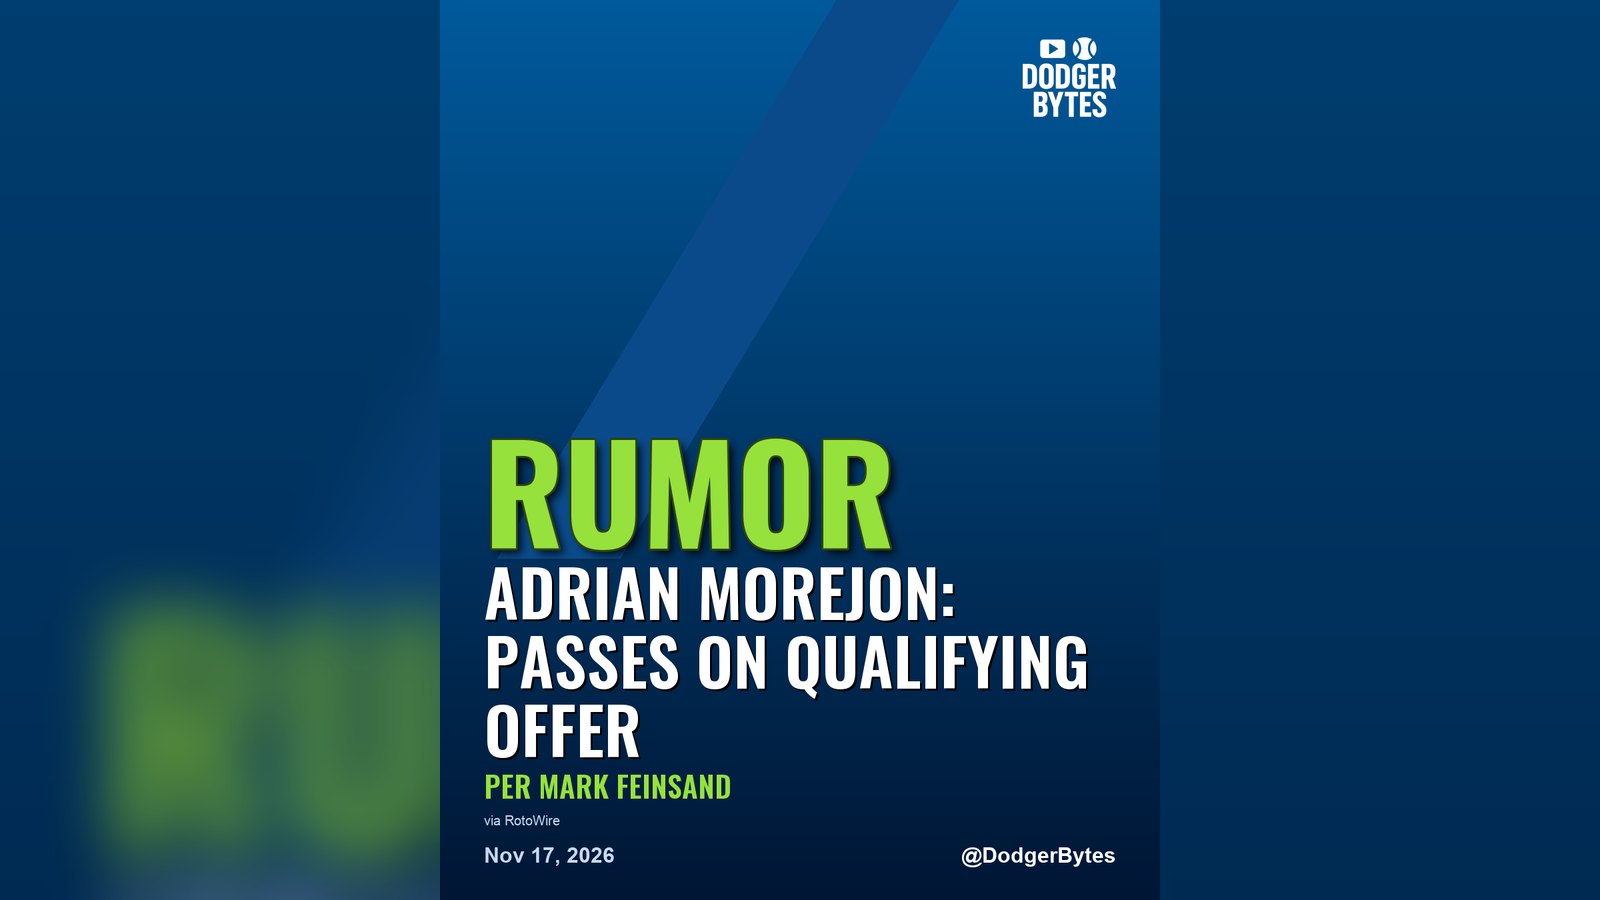 DODGER
BYTES
RUMOR
ADRIAN MOREJON:
PASSES ON QUALIFYING
OFFER
PER MARK FEINSAND
via RotoWire
Nov 17, 2026
@DodgerBytes